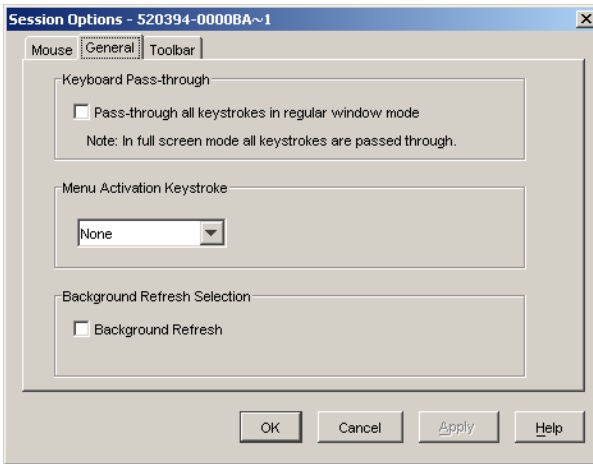 Session Options - 520394-0000BA~1
Mouse General Toolbar
Keyboard Pass-through
Pass-through all keystrokes in regular window mode
Note: In full screen mode all keystrokes are passed through.
Menu Activation Keystroke
None
Background Refresh Selection
Background Refresh
OK Cancel Apply Help